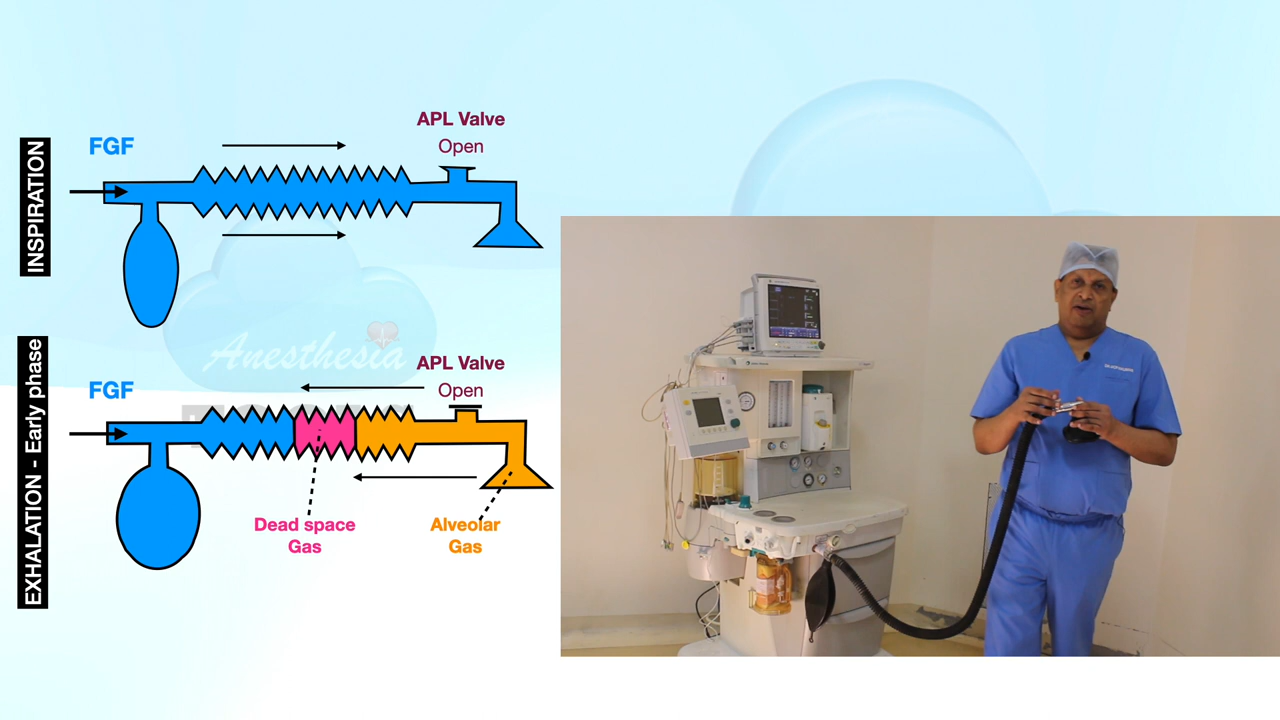 INSPIRATION
FGF
APL Valve
Open
Anesthesia
EXHALATION - Early phase
FGF
APL Valve
Open
Dead space
Gas
Alveolar
Gas